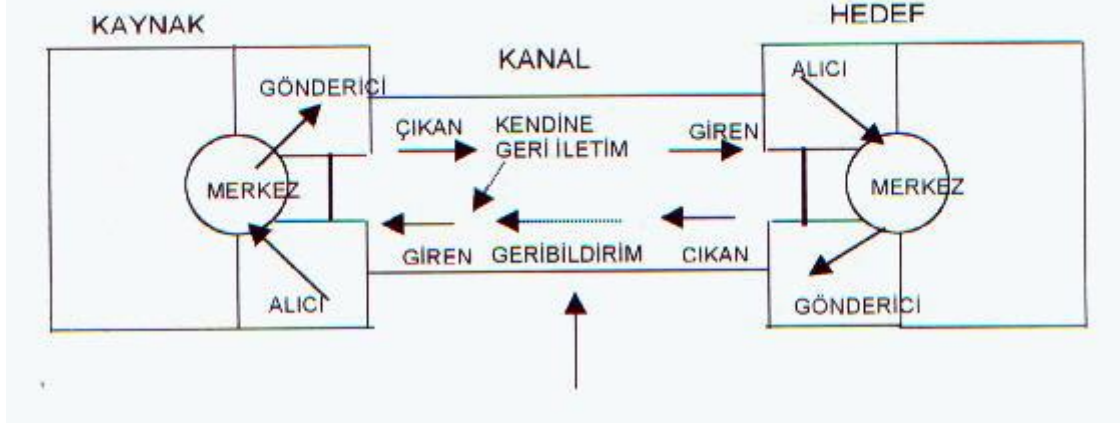 KAYNAK
HEDEF
KANAL
GÖNDERİCİ
ALICI
ÇIKAN
KENDİNE
GERİ İLETİM
GİREN
MERKEZ
MERKEZ
GİREN
GERİBİLDİRİM
CIKAN
ALICI
GÖNDERİCİ